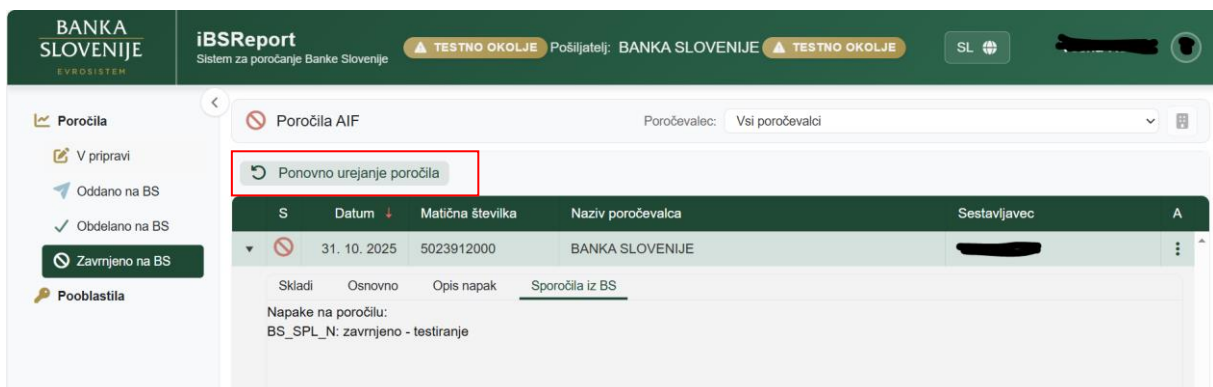 BANKA
SLOVENIJE
EVROSISTEM
iBSReport
Sistem za poročanje Banke Slovenije
TESTNO OKOLJE Pošiljatelj: BANKA SLOVENIJE TESTNO OKOLJE
SL
Poročila
V pripravi
Oddano na BS
Obdelano na BS
Zavrnjeno na BS
Pooblastila
Poročila AIF
Poročevalec: Vsi poročevalci
Ponovno urejanje poročila
S Datum ↓ Matična številka Naziv poročevalca Sestavljavec A
31. 10. 2025 5023912000 BANKA SLOVENIJE
Skladi Osnovno Opis napak Sporočila iz BS
Napake na poročilu:
BS_SPL_N: zavrnjeno - testiranje